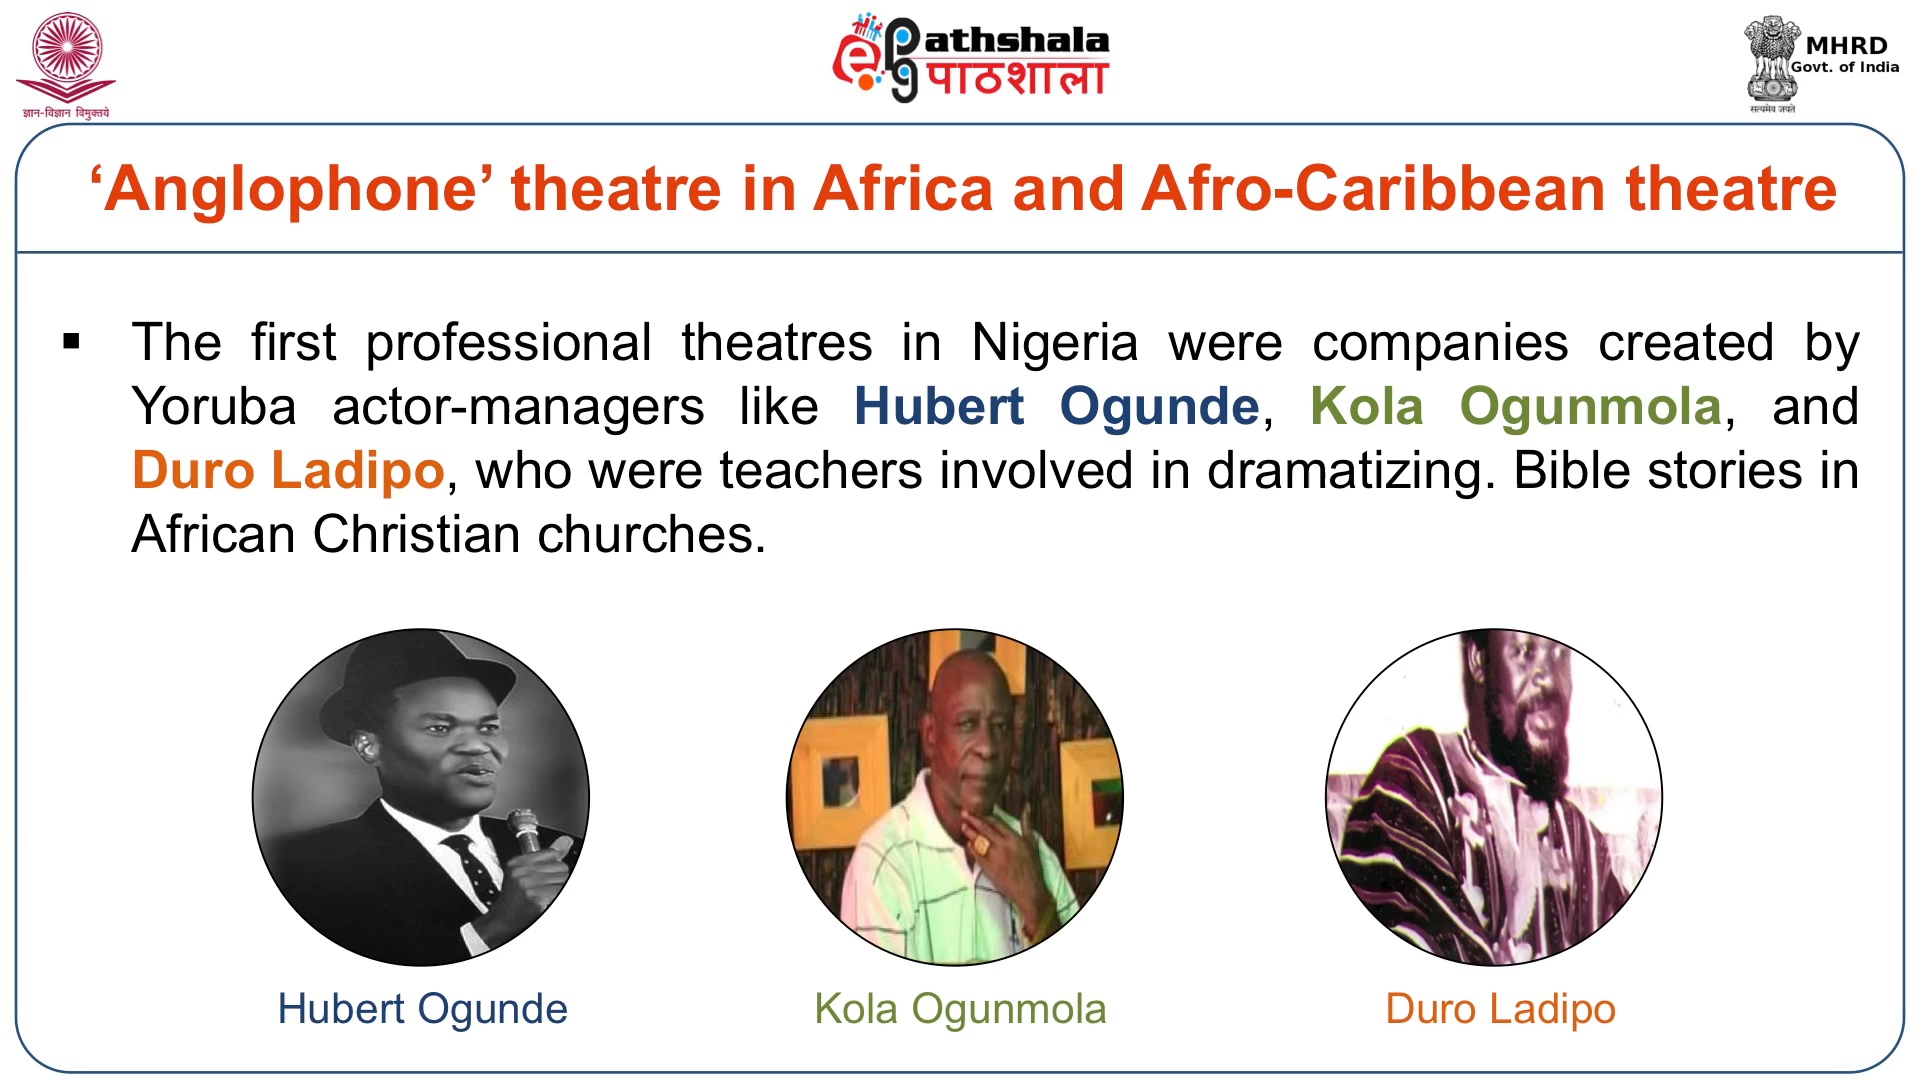 ज्ञान-विज्ञान विमुक्तये
ePathshala
पाठशाला
MHRD
Govt. of India
सत्यमेव जयते
‘Anglophone’ theatre in Africa and Afro-Caribbean theatre
▪ The first professional theatres in Nigeria were companies created by
Yoruba actor-managers like Hubert Ogunde, Kola Ogunmola, and
Duro Ladipo, who were teachers involved in dramatizing. Bible stories in
African Christian churches.
Hubert Ogunde
Kola Ogunmola
Duro Ladipo